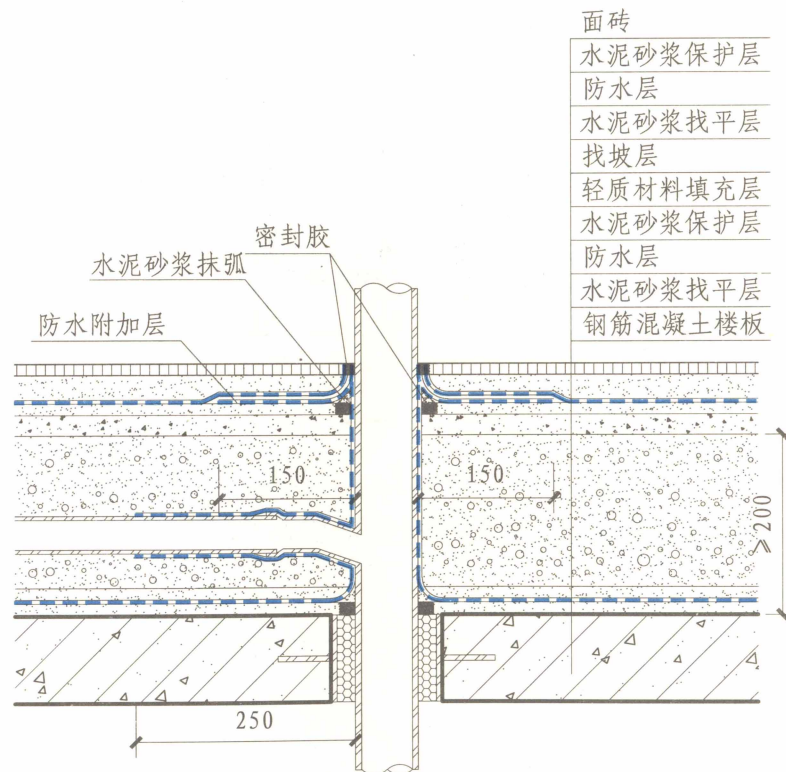 面砖
水泥砂浆保护层
防水层
水泥砂浆找平层
找坡层
轻质材料填充层
水泥砂浆保护层
防水层
水泥砂浆找平层
钢筋混凝土楼板
密封胶
水泥砂浆抹弧
防水附加层
150
150
≥200
250